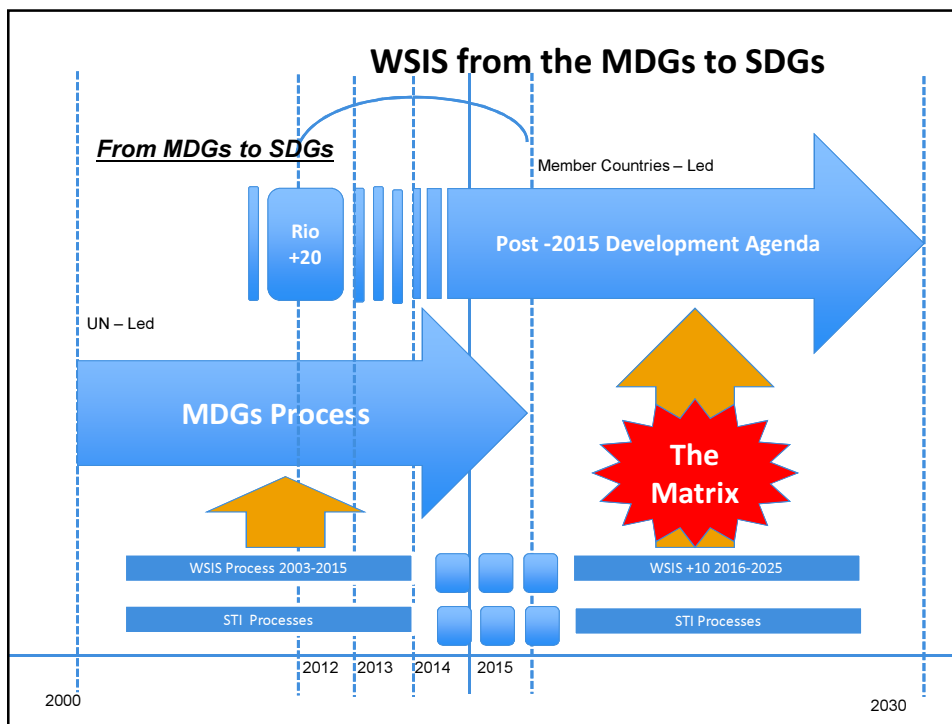 WSIS from the MDGs to SDGs
From MDGs to SDGs
Member Countries – Led
Rio
+20
Post -2015 Development Agenda
UN – Led
MDGs Process
The
Matrix
WSIS Process 2003-2015
WSIS +10 2016-2025
STI Processes
STI Processes
2012
2013
2014
2015
2000
2030